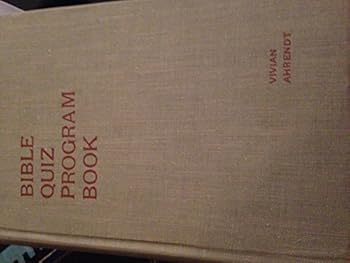 BIBLE
QUIZ
PROGRAM
BOOK
VIVIAN
AHRENDT